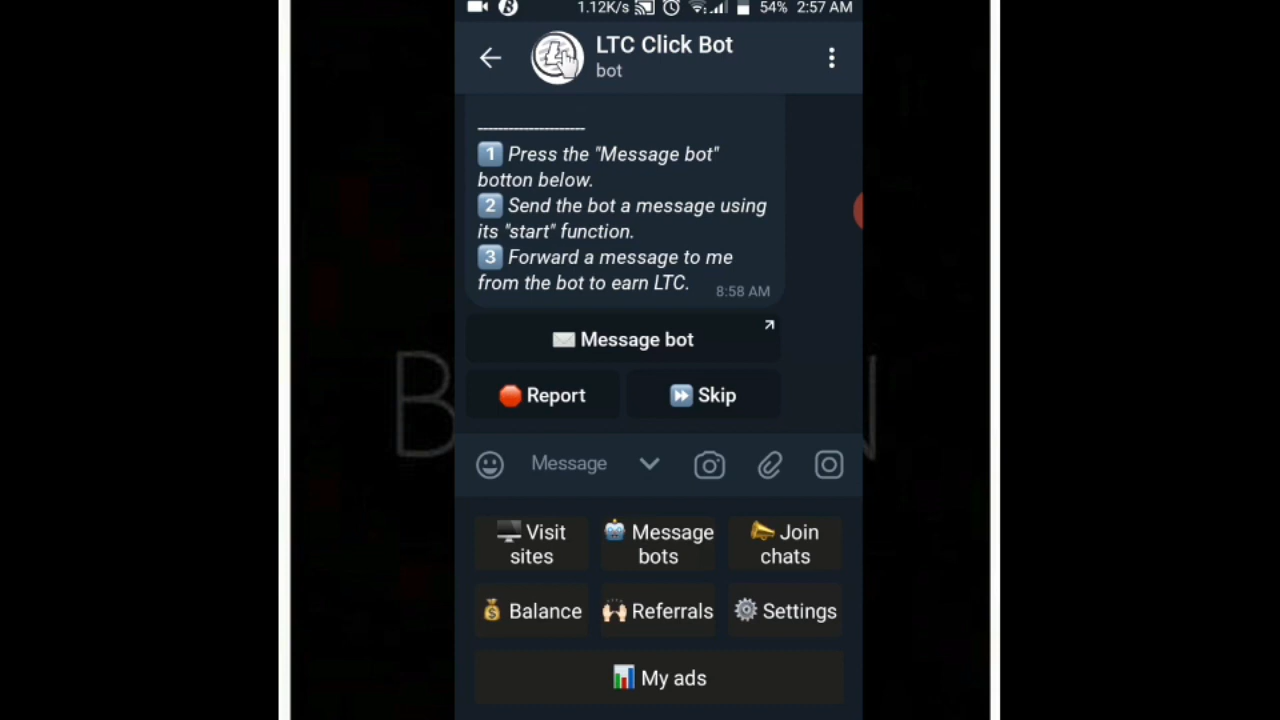 1.12K/s 54% 2:57 AM
LTC Click Bot
bot
--------------------
1 Press the "Message bot"
botton below.
2 Send the bot a message using
its "start" function.
3 Forward a message to me
from the bot to earn LTC. 8:58 AM
Message bot
Report Skip
Message
Visit
sites
Message
bots
Join
chats
Balance Referrals Settings
My ads